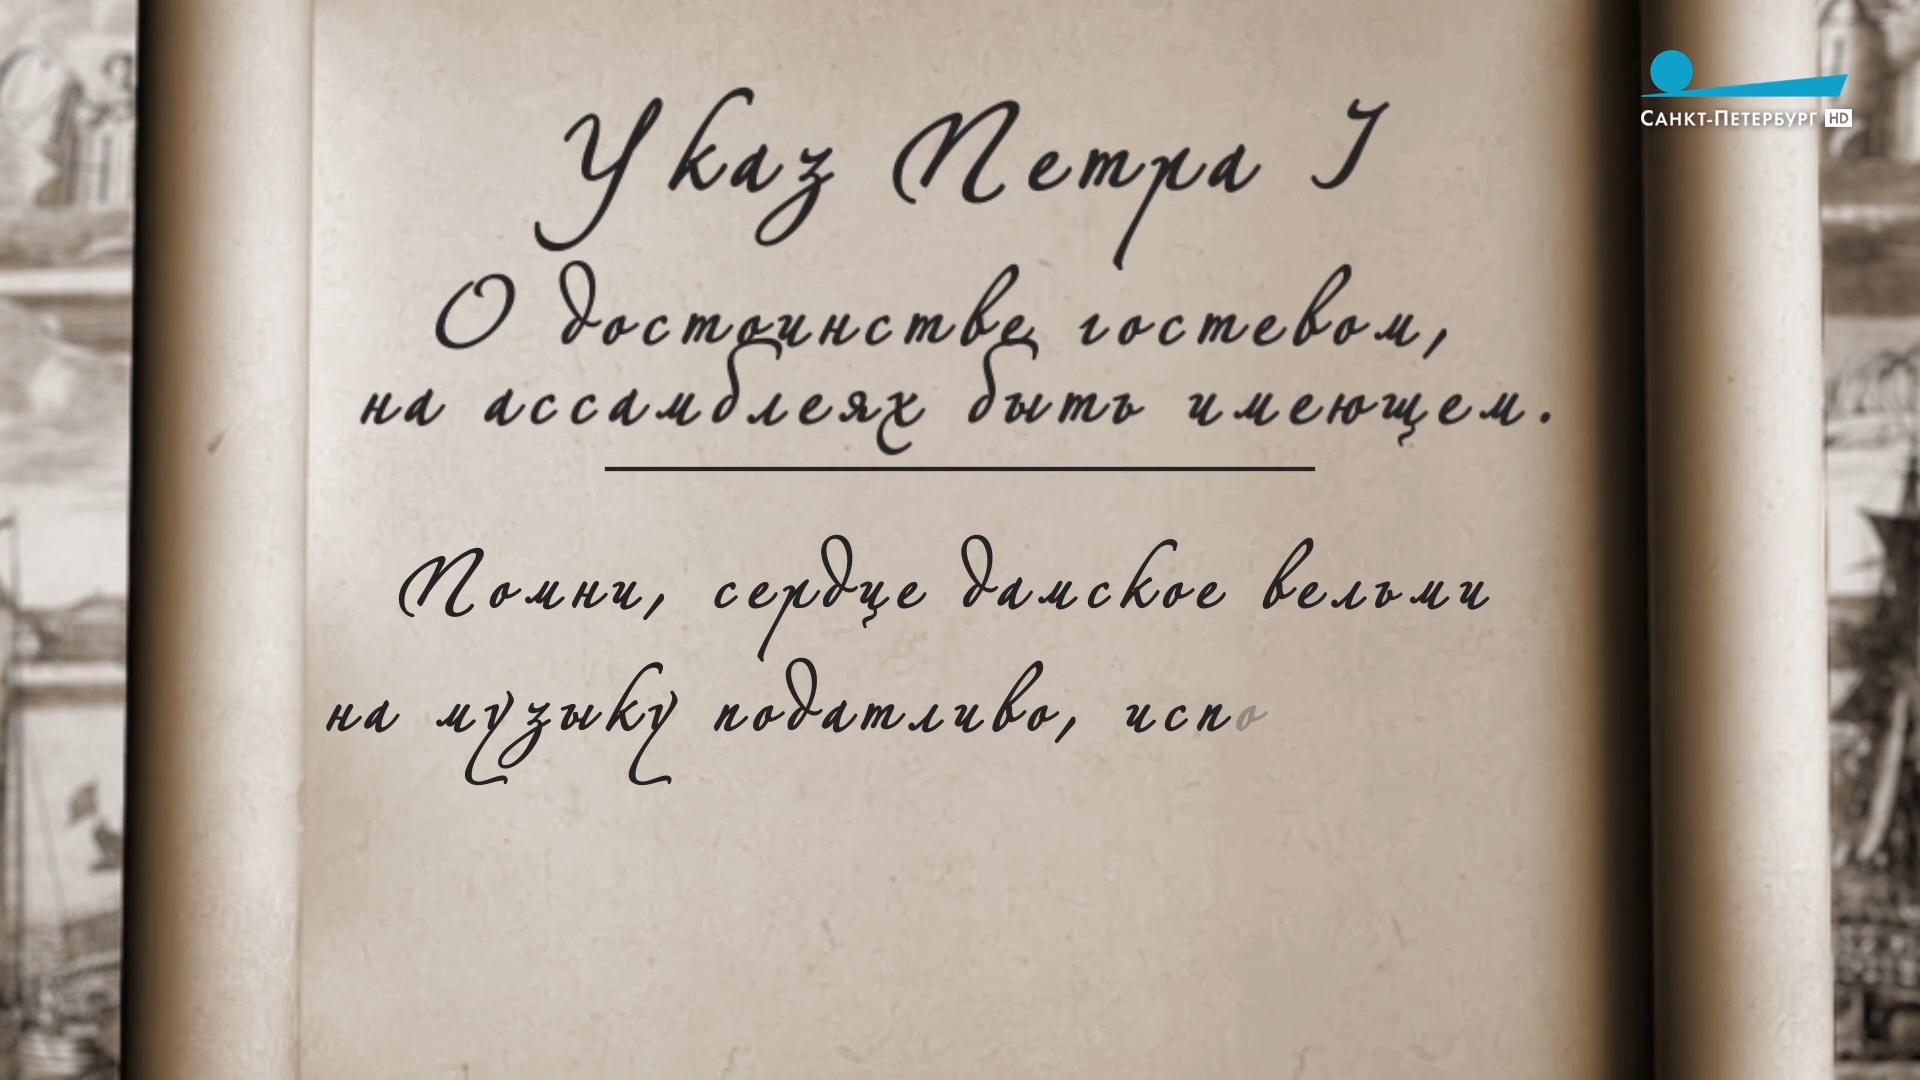 Указ Петра I
САНКТ-ПЕТЕРБУРГ HD
О достоинстве гостевом,
на ассамблеях быть имеющем.
Помни, сердце дамское вельми
на музыку податливо, испо